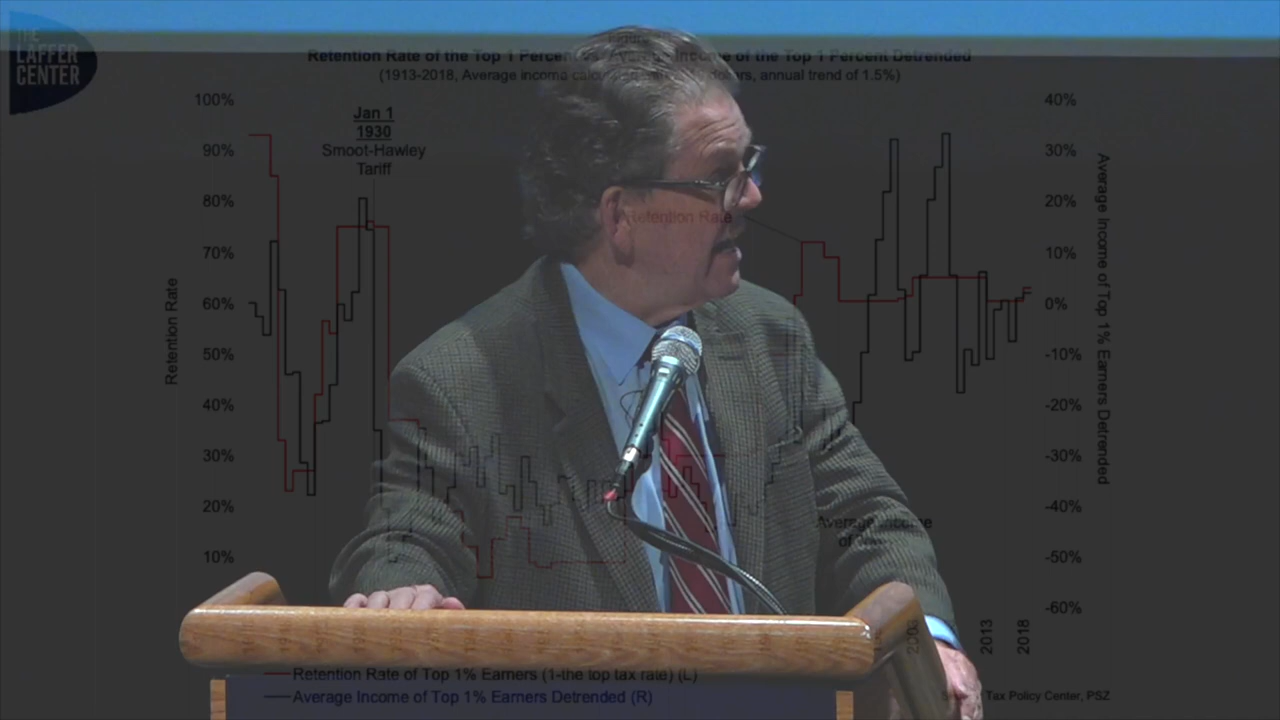 THE
LAFFER
CENTER
Retention Rate of the Top 1 Percent of the Top 1 Percent Detrended
(1913-2018, Average income annual trend of 1.5%)
100%
90%
80%
70%
60%
50%
40%
30%
20%
10%
Retention Rate
Jan 1
1930
Smoot-Hawley
Tariff
Retention Rate
40%
30%
20%
10%
0%
-10%
-20%
-30%
-40%
-50%
-60%
Average Income of Top 1% Earners Detrended
Average Income
of
2003
2013
2018
Retention Rate of Top 1% Earners (1-the top tax rate) (L)
Average Income of Top 1% Earners Detrended (R)
Tax Policy Center, PSZ